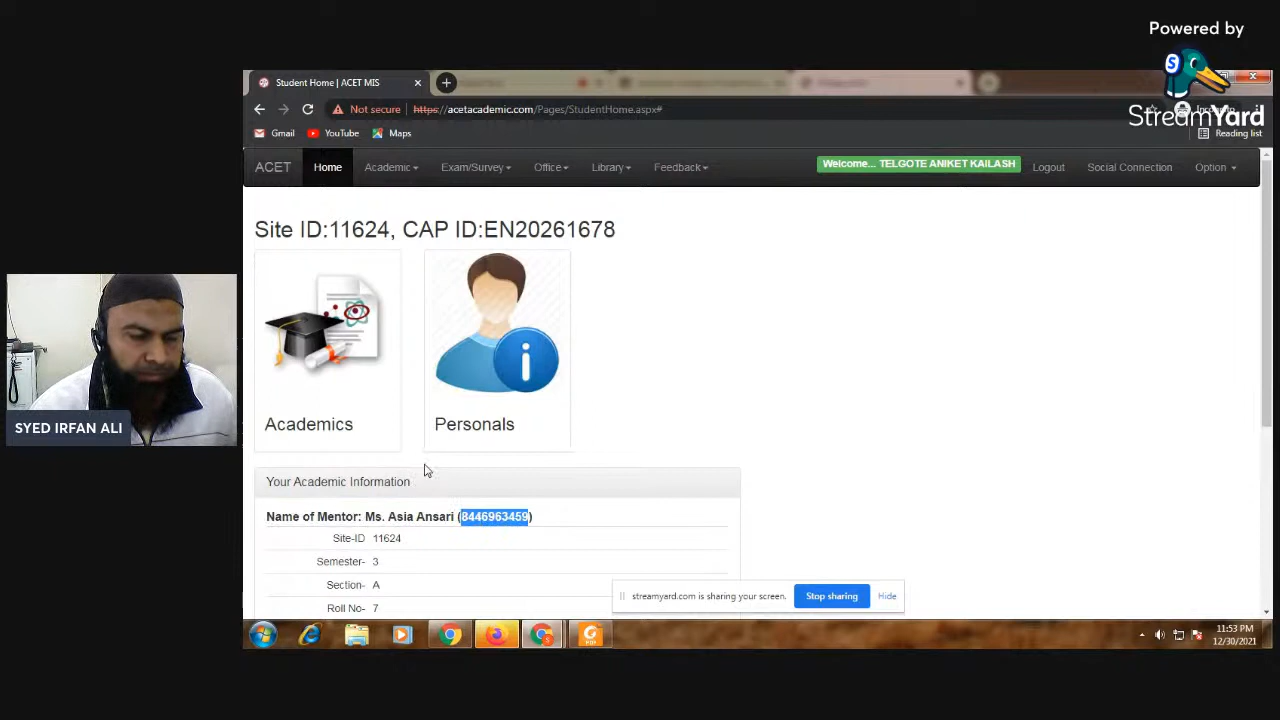 Powered by
S
StreamYard
Student Home | ACET MIS
Not secure https://acetacademic.com/Pages/StudentHome.aspx#
Gmail YouTube Maps
Reading list
ACET Home Academic Exam/Survey Office Library Feedback Welcome... TELGOTE ANIKET KAILASH Logout Social Connection Option
Site ID:11624, CAP ID:EN20261678
Academics
Personals
SYED IRFAN ALI
Your Academic Information
Name of Mentor: Ms. Asia Ansari (8446963459)
Site-ID 11624
Semester- 3
Section- A
Roll No- 7
streamyard.com is sharing your screen. Stop sharing Hide
PDF
11:53 PM
12/30/2021